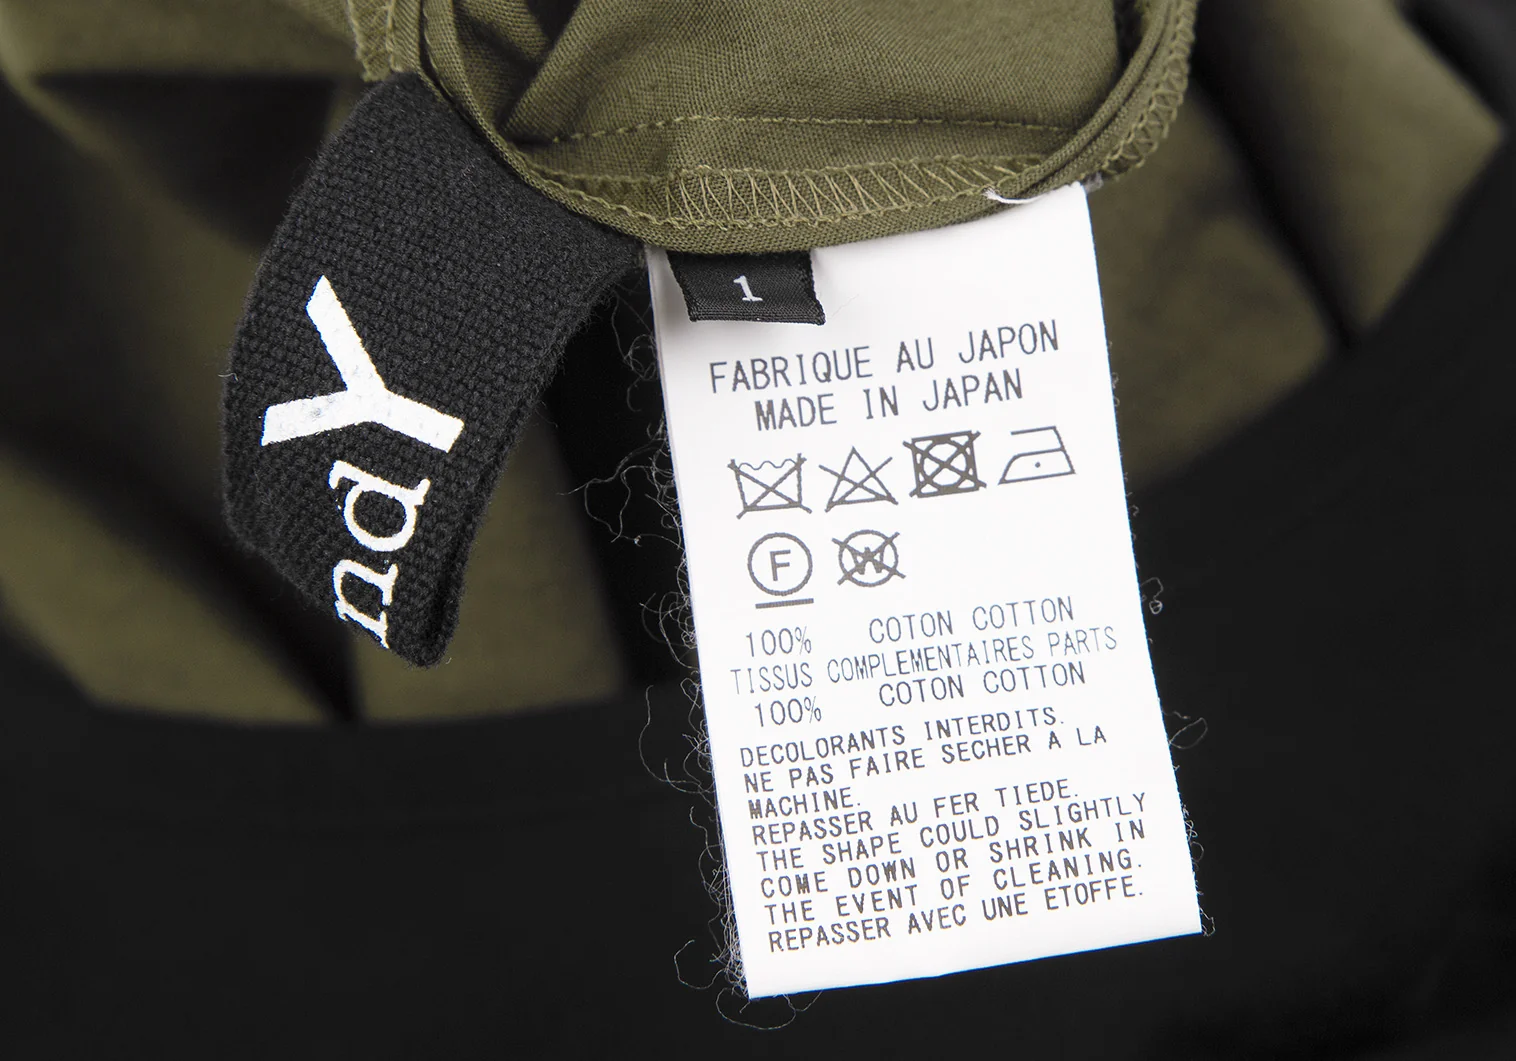 ndY
1
FABRIQUE AU JAPON
MADE IN JAPAN
F
W
100% COTON COTTON
TISSUS COMPLEMENTAIRES PARTS
100% COTON COTTON
DECOLORANTS INTERDITS.
NE PAS FAIRE SECHER A LA
MACHINE.
REPASSER AU FER TIEDE.
THE SHAPE COULD SLIGHTLY
COME DOWN OR SHRINK IN
THE EVENT OF CLEANING.
REPASSER AVEC UNE ETOFFE.